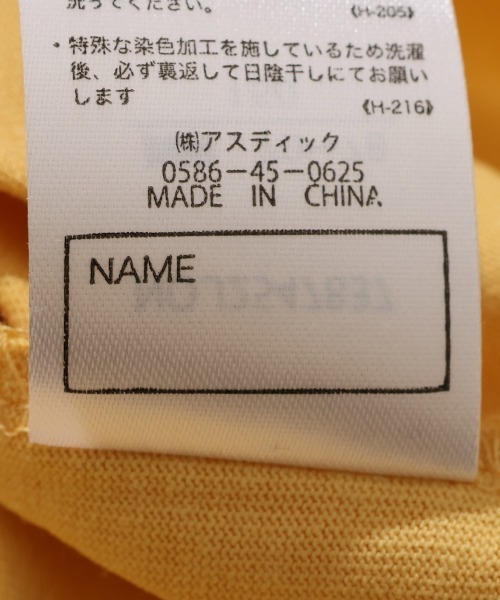 洗ってください。
《H-205》
・特殊な染色加工を施しているため洗濯
後、必ず裏返して日陰干しにてお願い
します
《H-216》
㈱アスディック
0586-45-0625
MADE IN CHINA
NAME